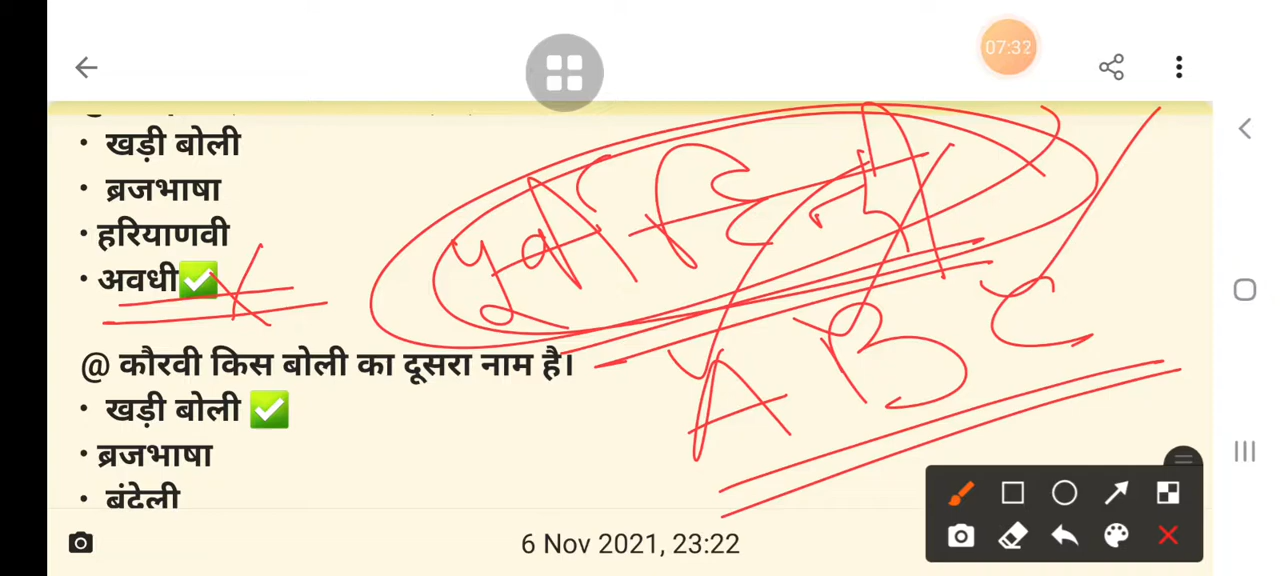 07:32
• खड़ी बोली
• ब्रजभाषा
• हरियाणवी
• अवधी✅
@ कौरवी किस बोली का दूसरा नाम है।
• खड़ी बोली ✅
• ब्रजभाषा
• बुंदेली
A B C
6 Nov 2021, 23:22